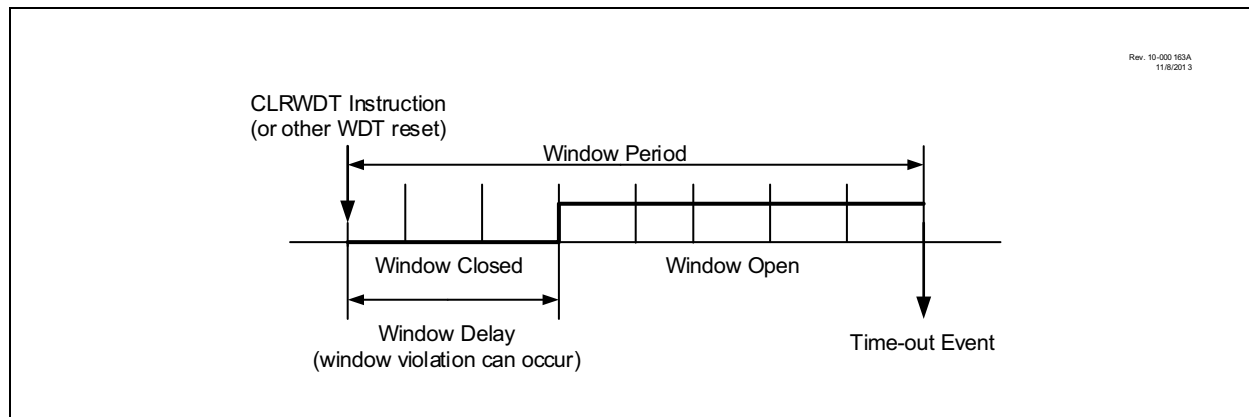 Rev. 10-000 163A
11/8/201 3
CLRWDT Instruction
(or other WDT reset)
Window Period
Window Closed
Window Open
Window Delay
(window violation can occur)
Time-out Event